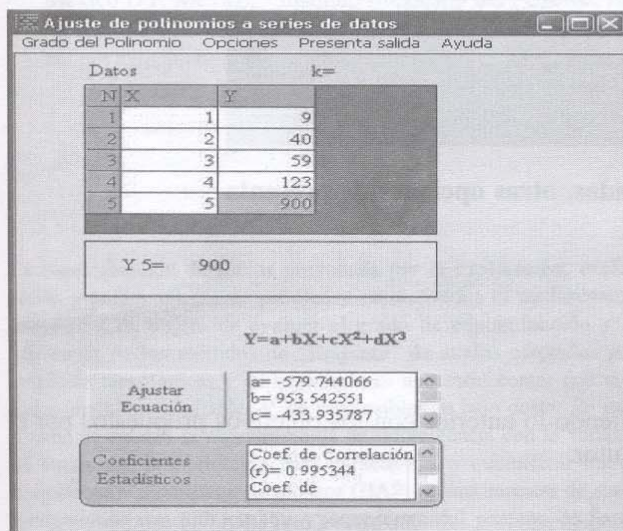 Ajuste de polinomios a series de datos
Grado del Polinomio Opciones Presenta salida Ayuda
Datos k=
N X Y
1 1 9
2 2 40
3 3 59
4 4 123
5 5 900
Y 5= 900
Y=a+bX+cX²+dX³
Ajustar
Ecuación
a= -579.744066
b= 953.542551
c= -433.935787
Coeficientes
Estadísticos
Coef. de Correlación
(r)= 0.995344
Coef. de